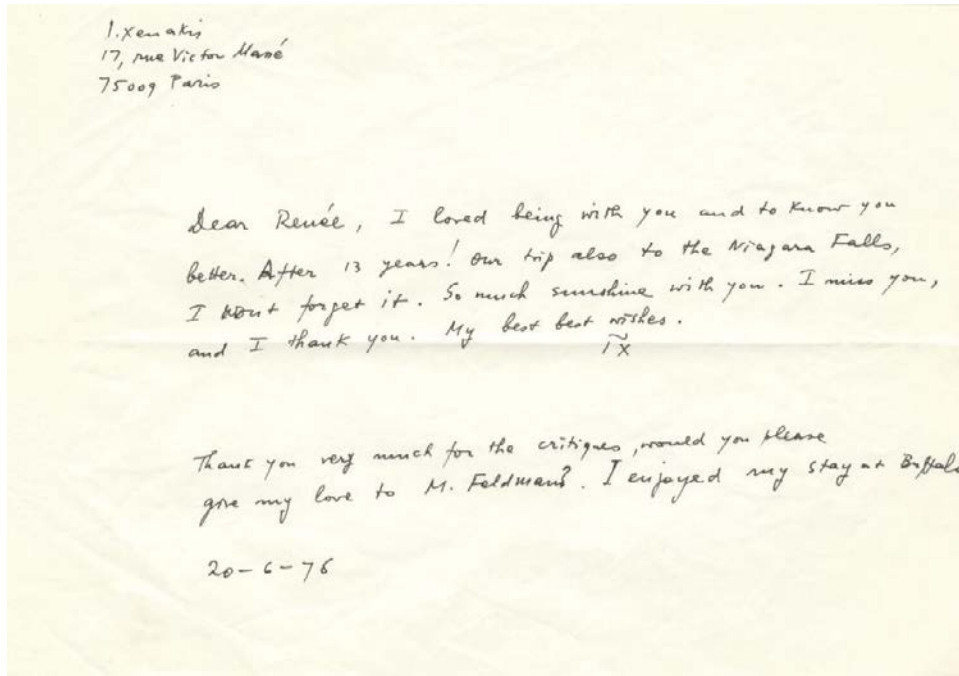 I. Xenakis
17, rue Victor Massé
75009 Paris
Dear Renée, I loved being with you and to know you
better. After 13 years! Our trip also to the Niagara Falls,
I wont forget it. So much sunshine with you. I miss you,
and I thank you. My best best wishes.
IX
Thank you very much for the critiques, would you please
give my love to M. Feldman?. I enjoyed my stay at Buffalo
20-6-76